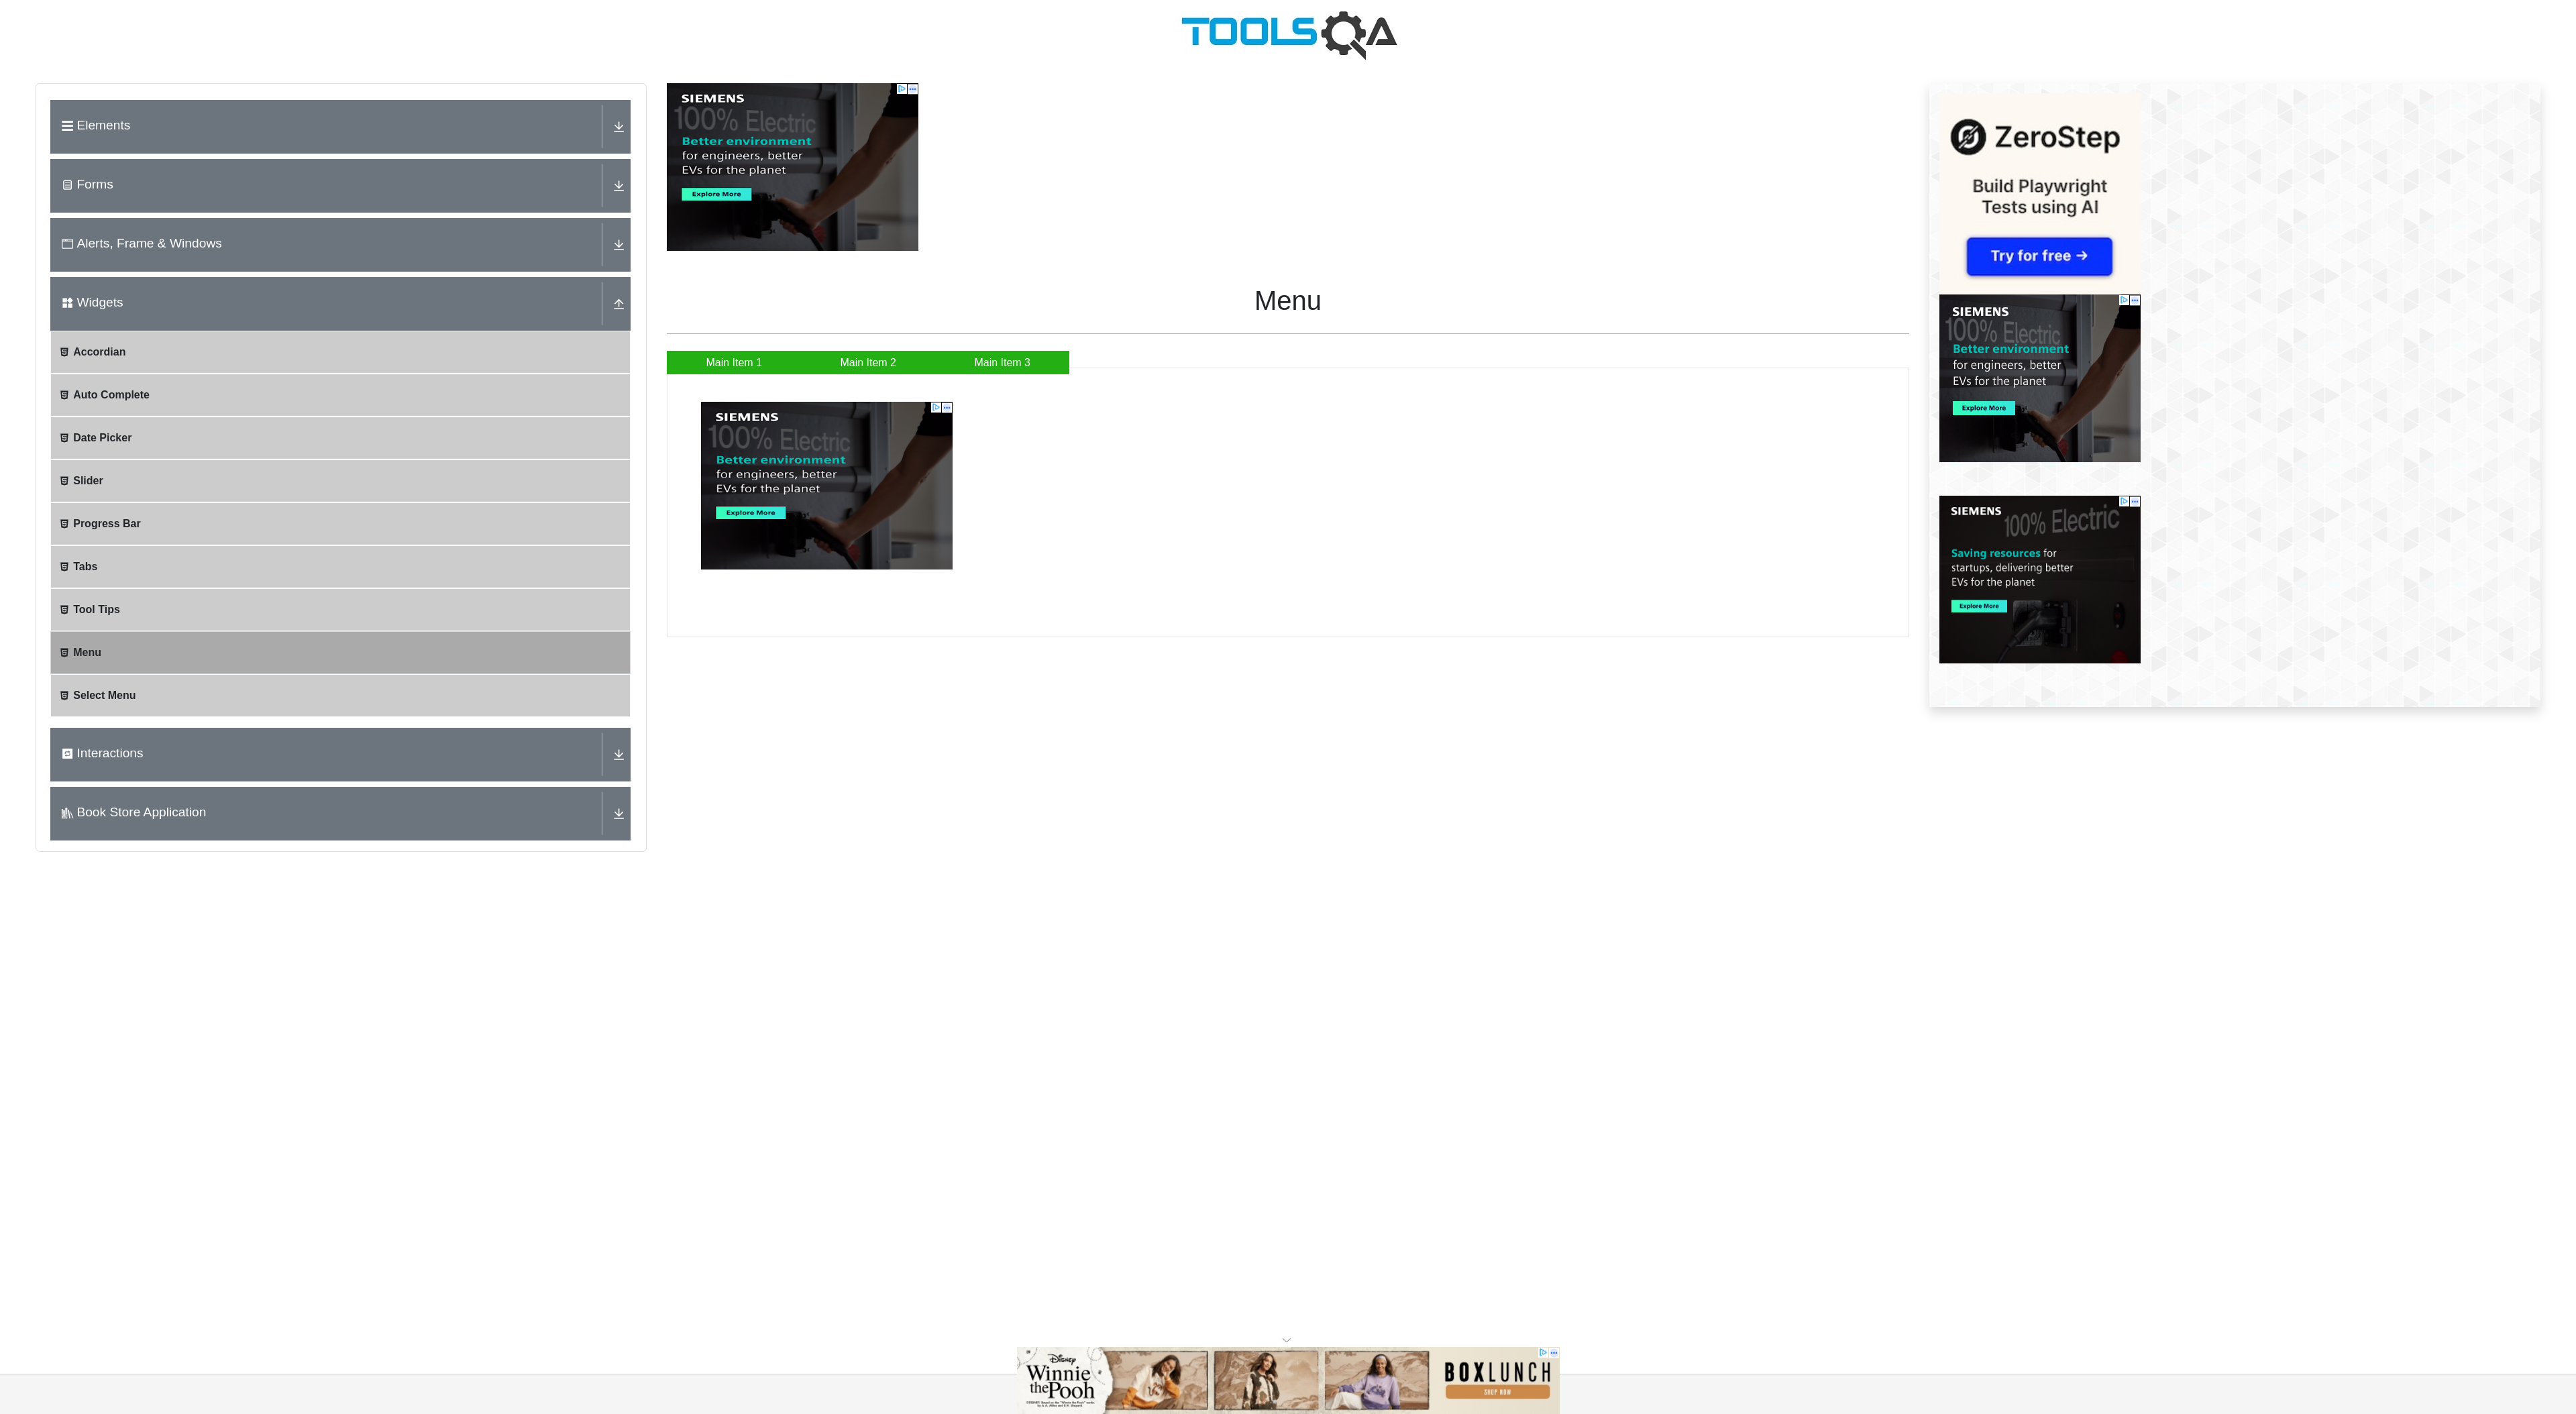 TOOLSQA
Elements
Forms
Alerts, Frame & Windows
Widgets
Accordian
Auto Complete
Date Picker
Slider
Progress Bar
Tabs
Tool Tips
Menu
Select Menu
Interactions
Book Store Application
SIEMENS
100% Electric
Better environment
for engineers, better
EVs for the planet
Explore More
Menu
Main Item 1
Main Item 2
Main Item 3
SIEMENS
100% Electric
Better environment
for engineers, better
EVs for the planet
Explore More
ZeroStep
Build Playwright
Tests using AI
Try for free →
SIEMENS
100% Electric
Better environment
for engineers, better
EVs for the planet
Explore More
SIEMENS
100% Electric
Saving resources for
startups, delivering better
EVs for the planet
Explore More
Disney
Winnie
the Pooh
BOXLUNCH
SHOP NOW